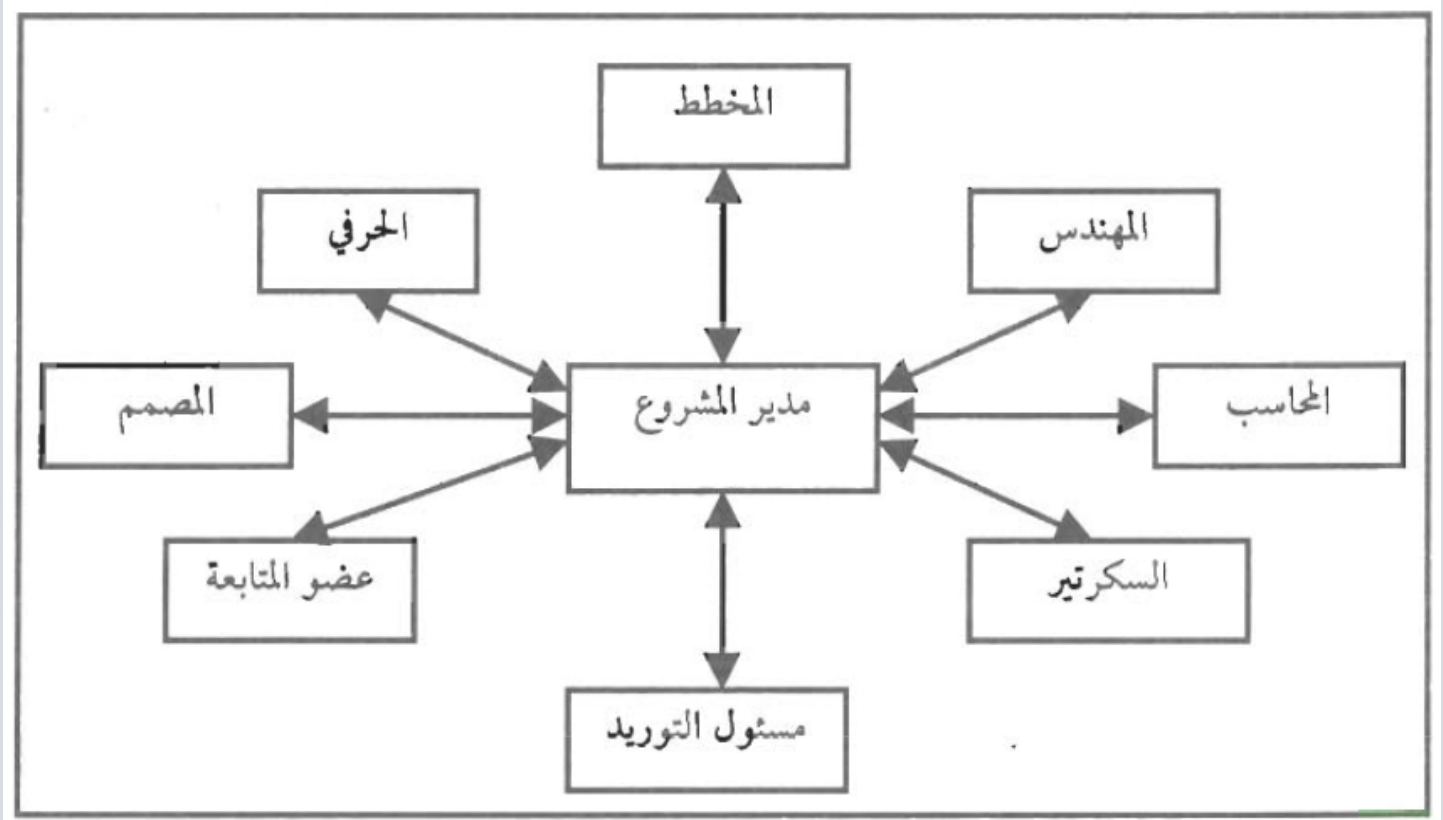 المخطط
المهندس
الحرفي
المحاسب
مدير المشروع
المصمم
السكرتير
عضو المتابعة
مسئول التوريد